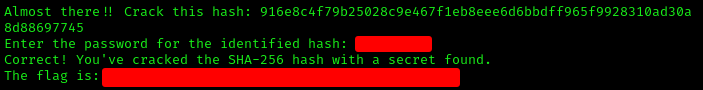 Almost there!! Crack this hash: 916e8c4f79b25028c9e467f1eb8eee6d6bbdff965f9928310ad30a
8d88697745
Enter the password for the identified hash:
Correct! You've cracked the SHA-256 hash with a secret found.
The flag is: